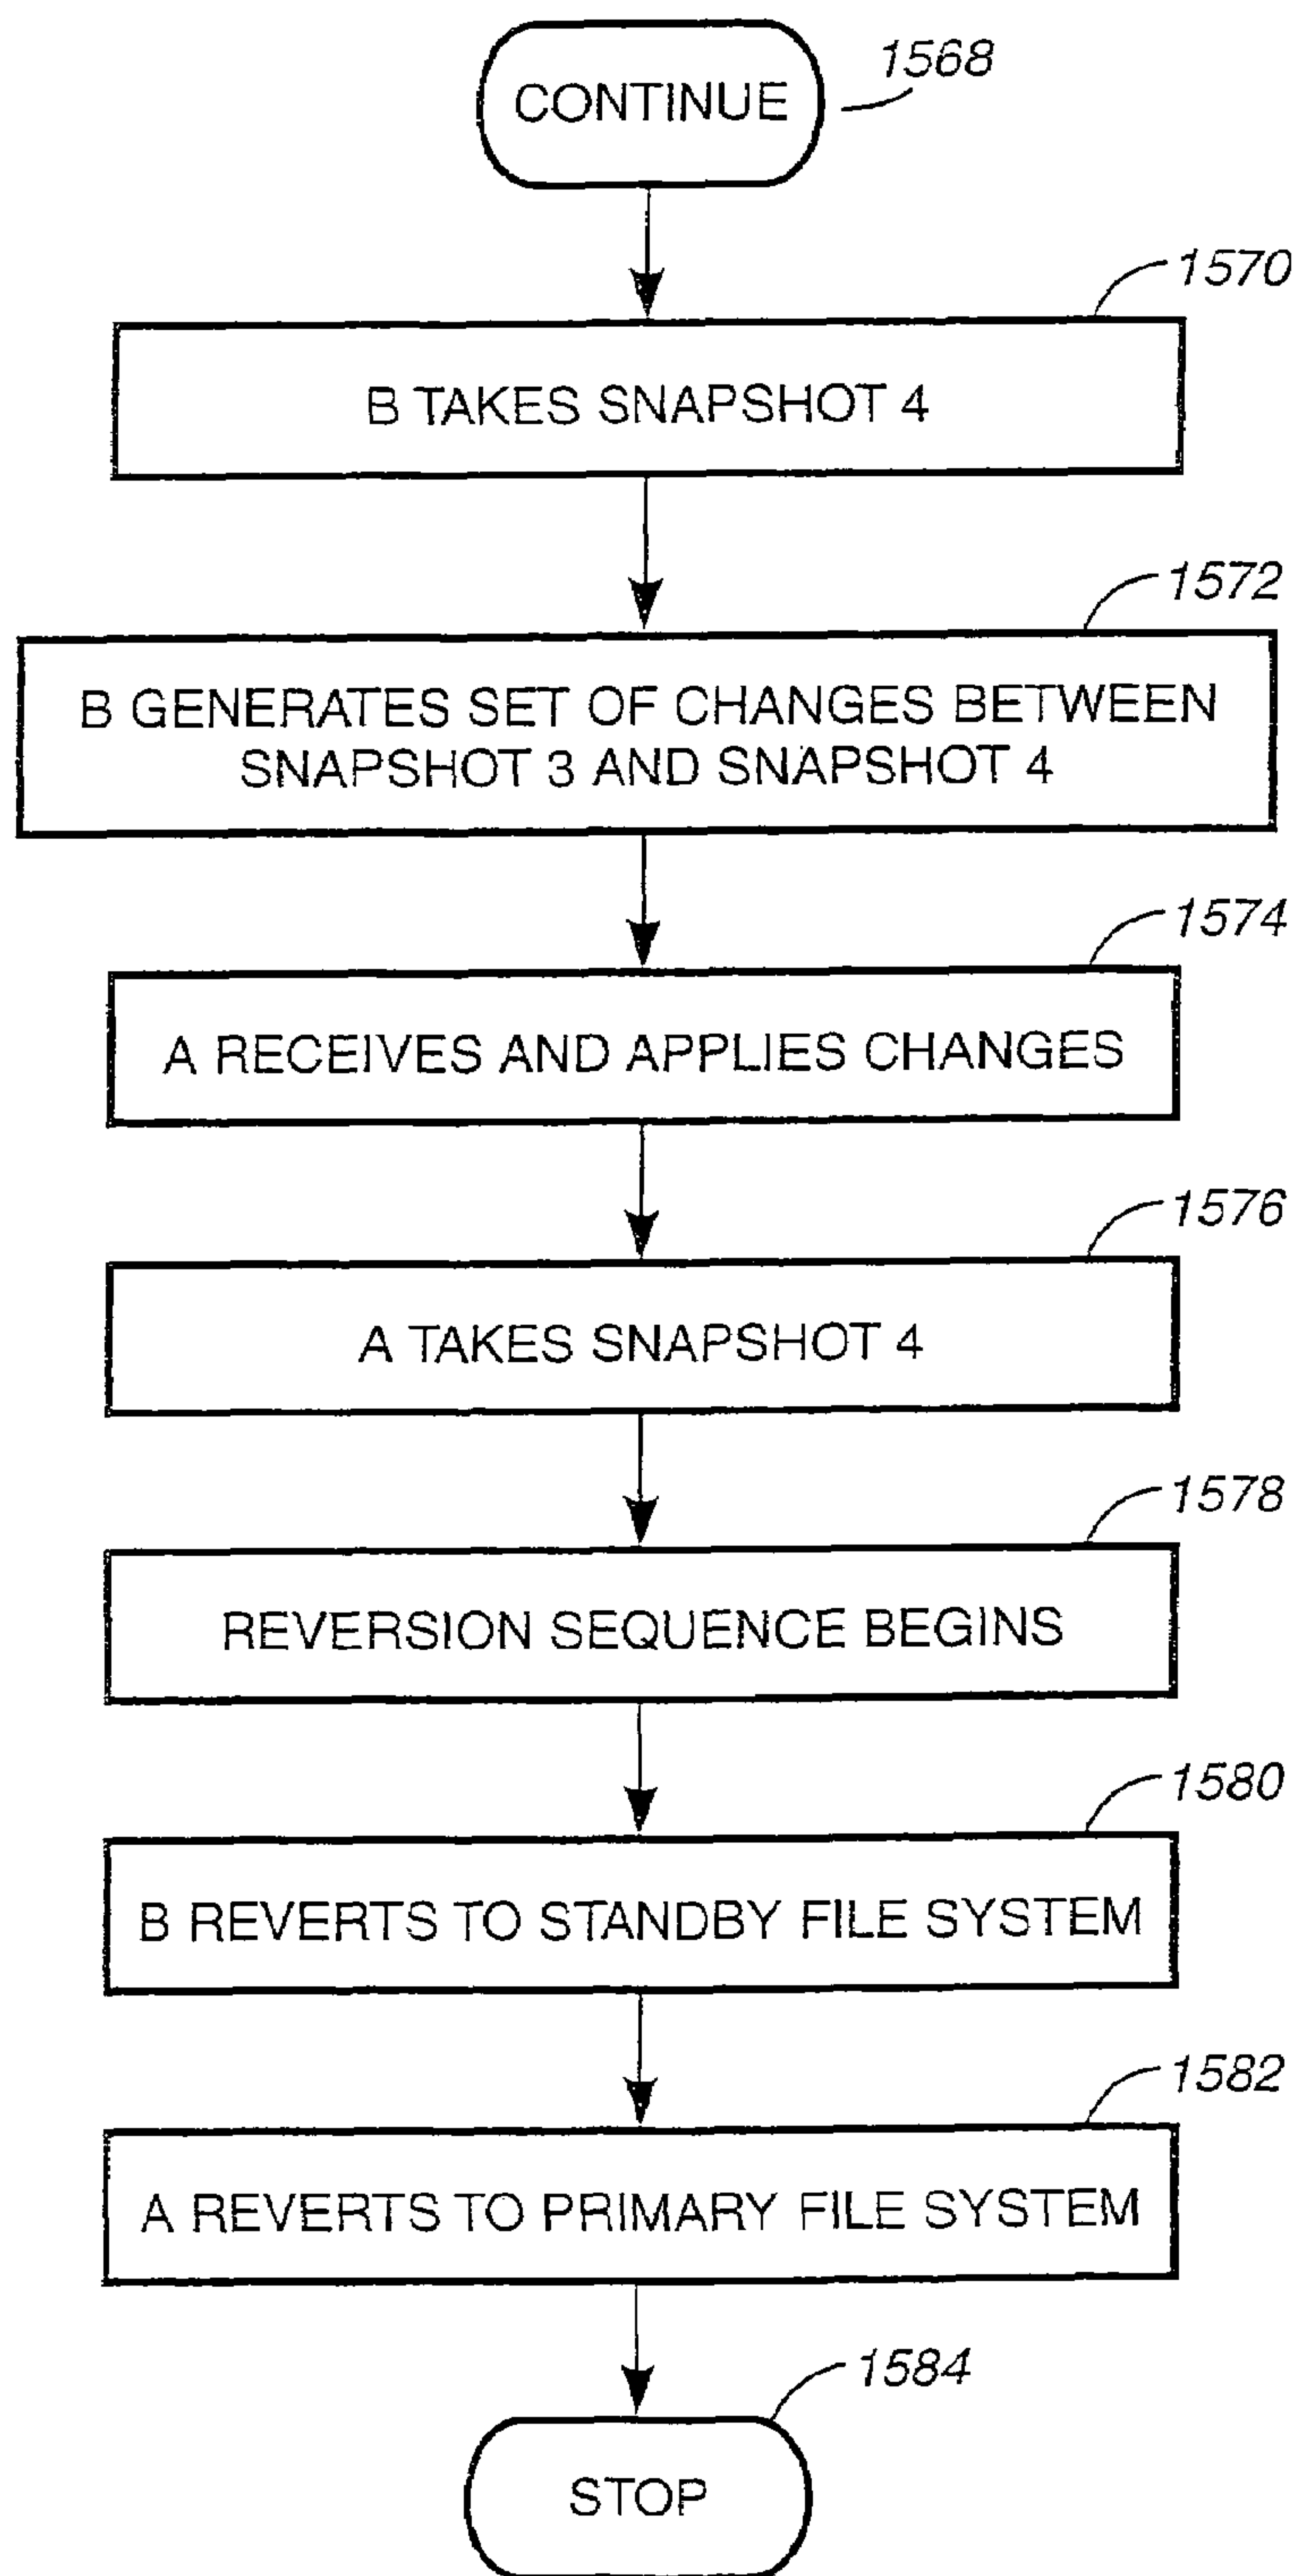 CONTINUE
1568
1570
B TAKES SNAPSHOT 4
1572
B GENERATES SET OF CHANGES BETWEEN
SNAPSHOT 3 AND SNAPSHOT 4
1574
A RECEIVES AND APPLIES CHANGES
1576
A TAKES SNAPSHOT 4
1578
REVERSION SEQUENCE BEGINS
1580
B REVERTS TO STANDBY FILE SYSTEM
1582
A REVERTS TO PRIMARY FILE SYSTEM
1584
STOP